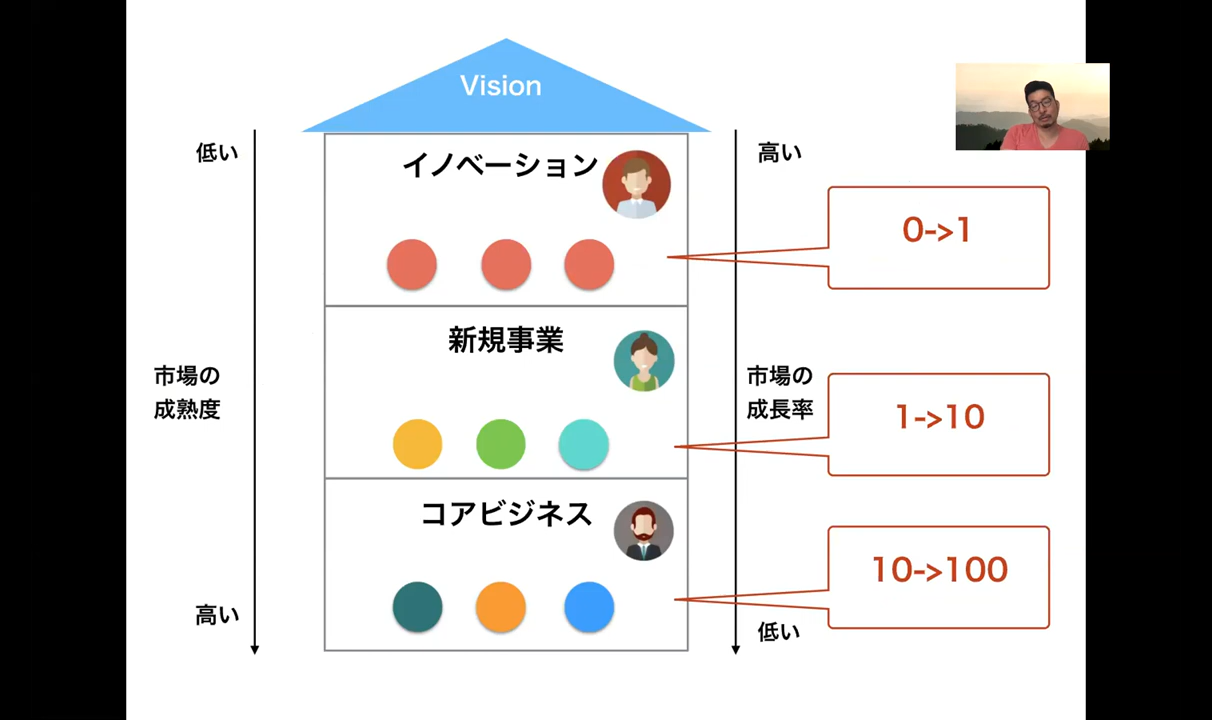 Vision
低い
イノベーション
高い
0->1
新規事業
市場の
成熟度
市場の
成長率
1->10
コアビジネス
10->100
高い
低い